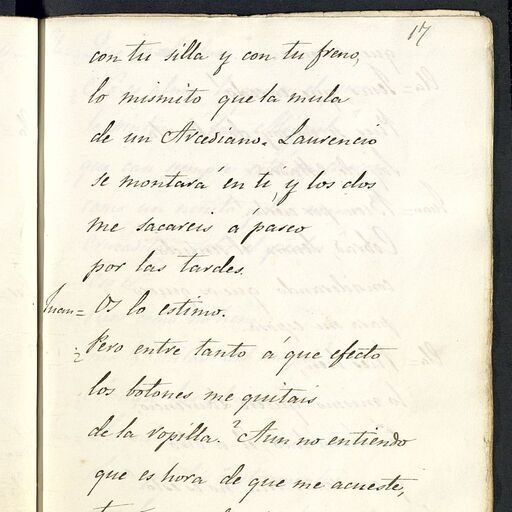 17
con tu silla y con tu freno,
lo mismito que la mula
de un Arcediano. Laurencio
se montará en ti, y los dos
me sacareis á paseo
por las tardes.
Juan = Os lo estimo.
¿Pero entre tanto á que efecto
los botones me quitais
de la ropilla? Aun no entiendo
que es hora de que me acueste,